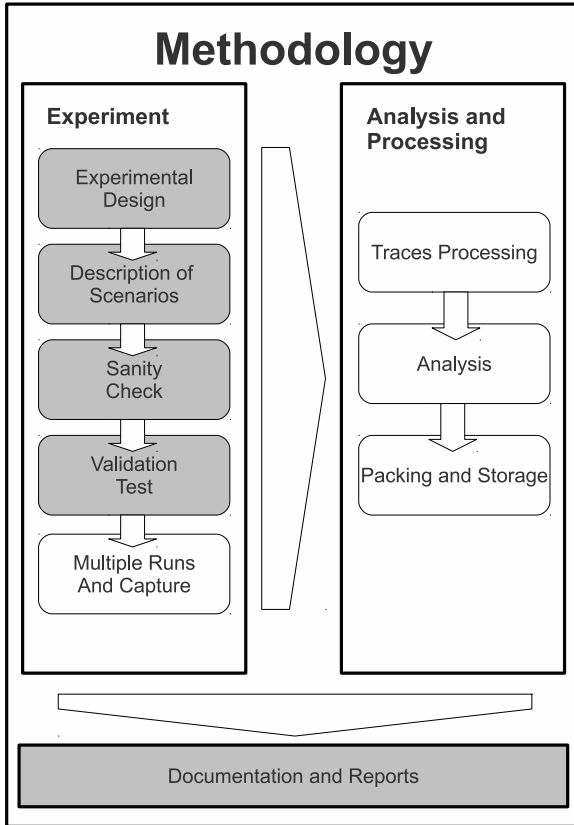 Methodology
Experiment
Experimental
Design
Description of
Scenarios
Sanity
Check
Validation
Test
Multiple Runs
And Capture
Analysis and
Processing
Traces Processing
Analysis
Packing and Storage
Documentation and Reports